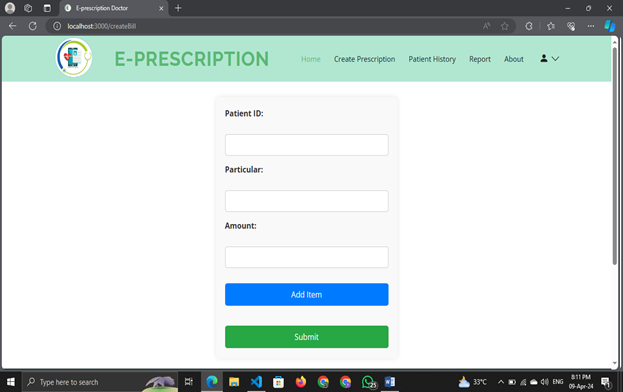 E-prescription Doctor
localhost:3000/createBill
E-PRESCRIPTION
Home Create Prescription Patient History Report About
Patient ID:
Particular:
Amount:
Add Item
Submit
Type here to search
33°C ENG 8:11 PM
09-Apr-24
25